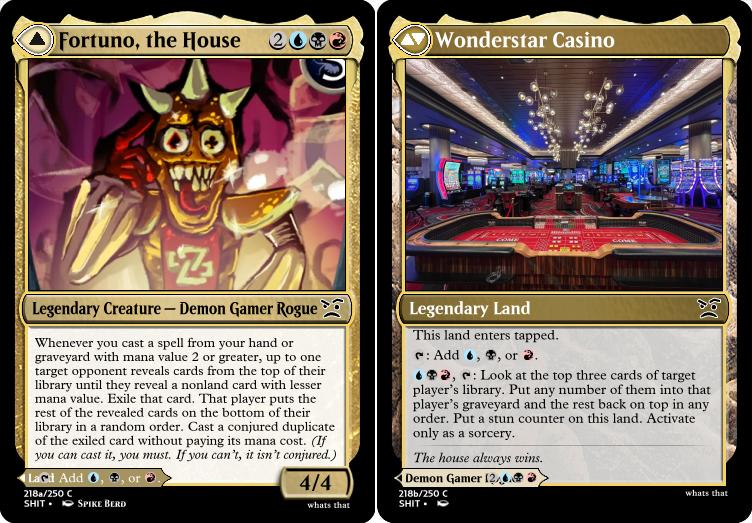 Fortuno, the House 2
Legendary Creature — Demon Gamer Rogue
Whenever you cast a spell from your hand or
graveyard with mana value 2 or greater, up to one
target opponent reveals cards from the top of their
library until they reveal a nonland card with lesser
mana value. Exile that card. That player puts the
rest of the revealed cards on the bottom of their
library in a random order. Cast a conjured duplicate
of the exiled card without paying its mana cost. (If
you can cast it, you must. If you can't, it isn't conjured.)
Land Add , , or .
4/4
218a/250 C
SHIT • Spike Berd
whats that
Wonderstar Casino
COME COME
Legendary Land
This land enters tapped.
: Add , , or .
, : Look at the top three cards of target
player's library. Put any number of them into that
player's graveyard and the rest back on top in any
order. Put a stun counter on this land. Activate
only as a sorcery.
The house always wins.
Demon Gamer 2
218b/250 C
SHIT •
whats that